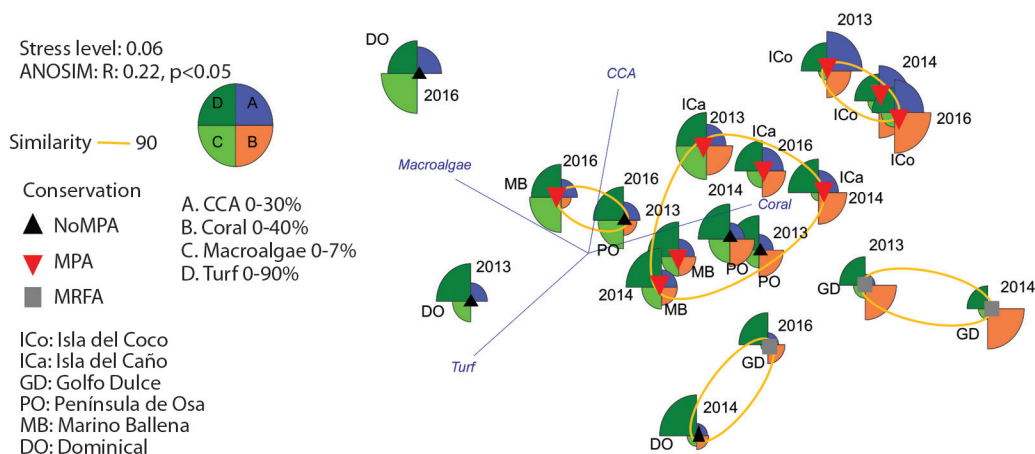 Stress level: 0.06
ANOSIM: R: 0.22, p<0.05
D A
C B
Similarity 90
Conservation
NoMPA
MPA
MRFA
A. CCA 0-30%
B. Coral 0-40%
C. Macroalgae 0-7%
D. Turf 0-90%
ICo: Isla del Coco
ICa: Isla del Caño
GD: Golfo Dulce
PO: Península de Osa
MB: Marino Ballena
DO: Dominical
DO
2016
CCA
Macroalgae
Coral
Turf
2013
ICo
2014
ICo
2016
ICo
ICa
2013
ICa
2016
ICa
2014
2016
MB
2016
PO
2013
2014
PO
2013
PO
MB
2014
MB
2013
DO
2013
GD
2014
GD
2016
GD
2014
DO